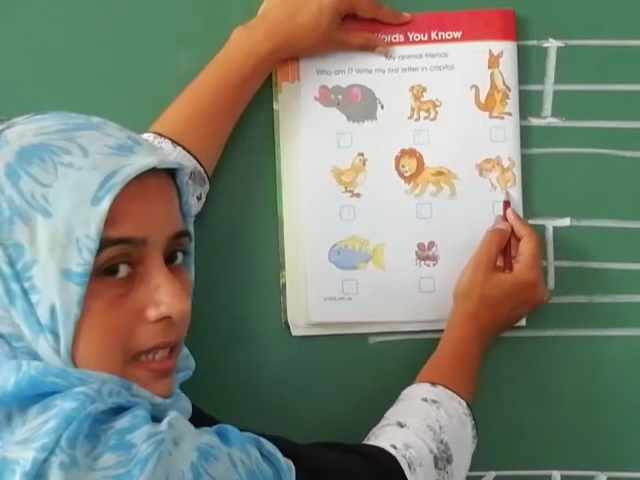 Words You Know
My animal friends.
Who am I? Write my first letter in capital.